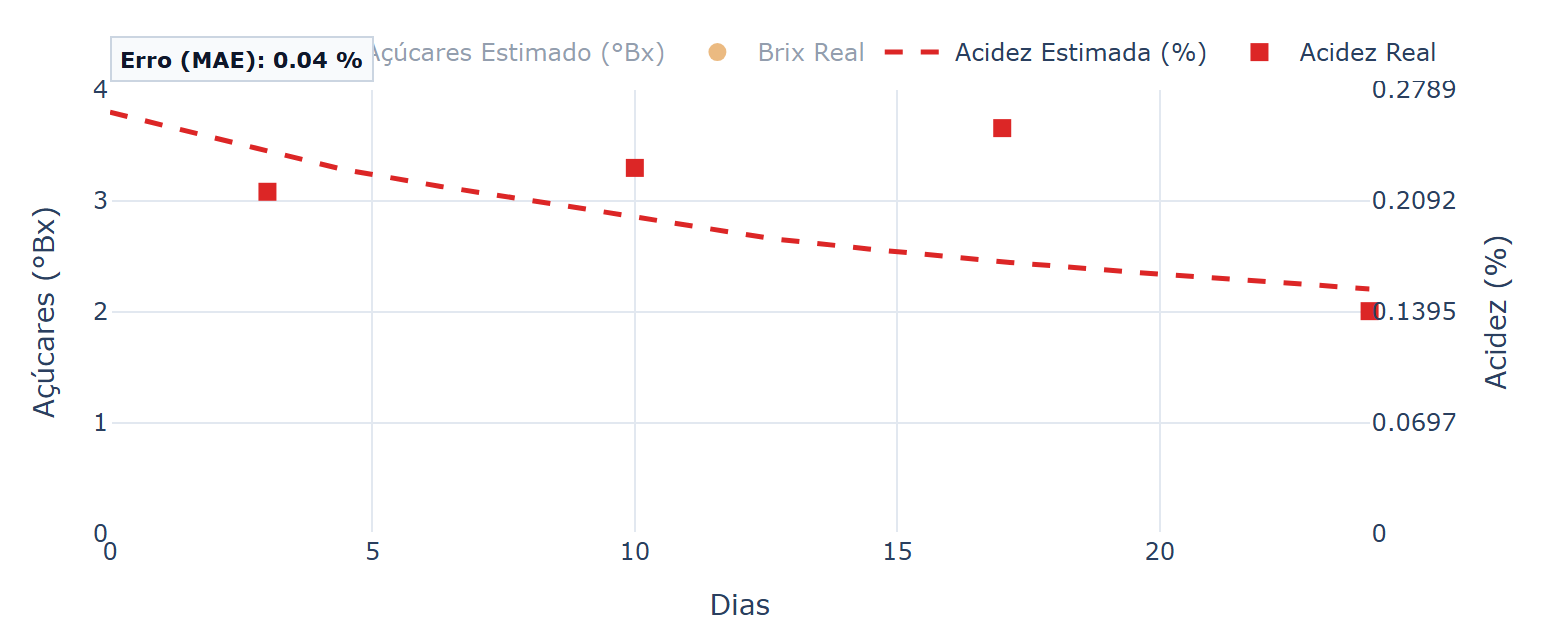 Erro (MAE): 0.04 %
Açúcares Estimado (°Bx)
Brix Real
Acidez Estimada (%)
Acidez Real
4
3
2
1
0
0.2789
0.2092
0.1395
0.0697
0
0
5
10
15
20
Açúcares (°Bx)
Acidez (%)
Dias